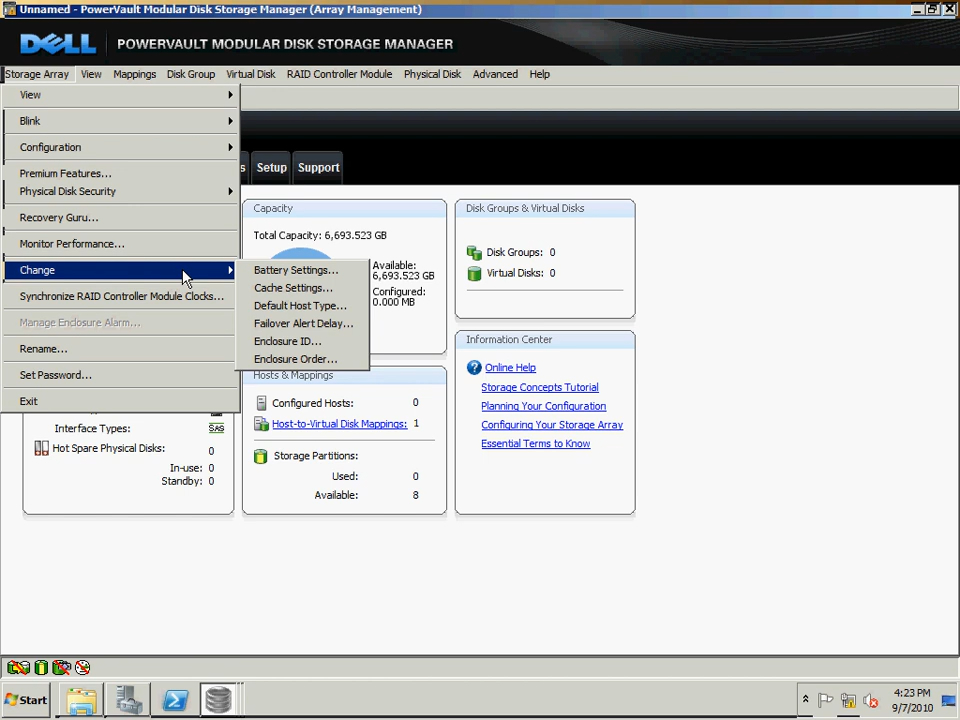 Unnamed - PowerVault Modular Disk Storage Manager (Array Management)
DELL POWERVAULT MODULAR DISK STORAGE MANAGER
Storage Array View Mappings Disk Group Virtual Disk RAID Controller Module Physical Disk Advanced Help
View
Blink
Configuration
Premium Features...
Physical Disk Security
Recovery Guru...
Monitor Performance...
Change
Synchronize RAID Controller Module Clocks...
Manage Enclosure Alarm...
Rename...
Set Password...
Exit
Battery Settings...
Cache Settings...
Default Host Type...
Failover Alert Delay...
Enclosure ID...
Enclosure Order...
s Setup Support
Capacity
Total Capacity: 6,693.523 GB
Available:
6,693.523 GB
Configured:
0.000 MB
Disk Groups & Virtual Disks
Disk Groups: 0
Virtual Disks: 0
Interface Types: SAS
Hot Spare Physical Disks: 0
In-use: 0
Standby: 0
Hosts & Mappings
Configured Hosts: 0
Host-to-Virtual Disk Mappings: 1
Storage Partitions:
Used: 0
Available: 8
Information Center
Online Help
Storage Concepts Tutorial
Planning Your Configuration
Configuring Your Storage Array
Essential Terms to Know
Start
4:23 PM
9/7/2010